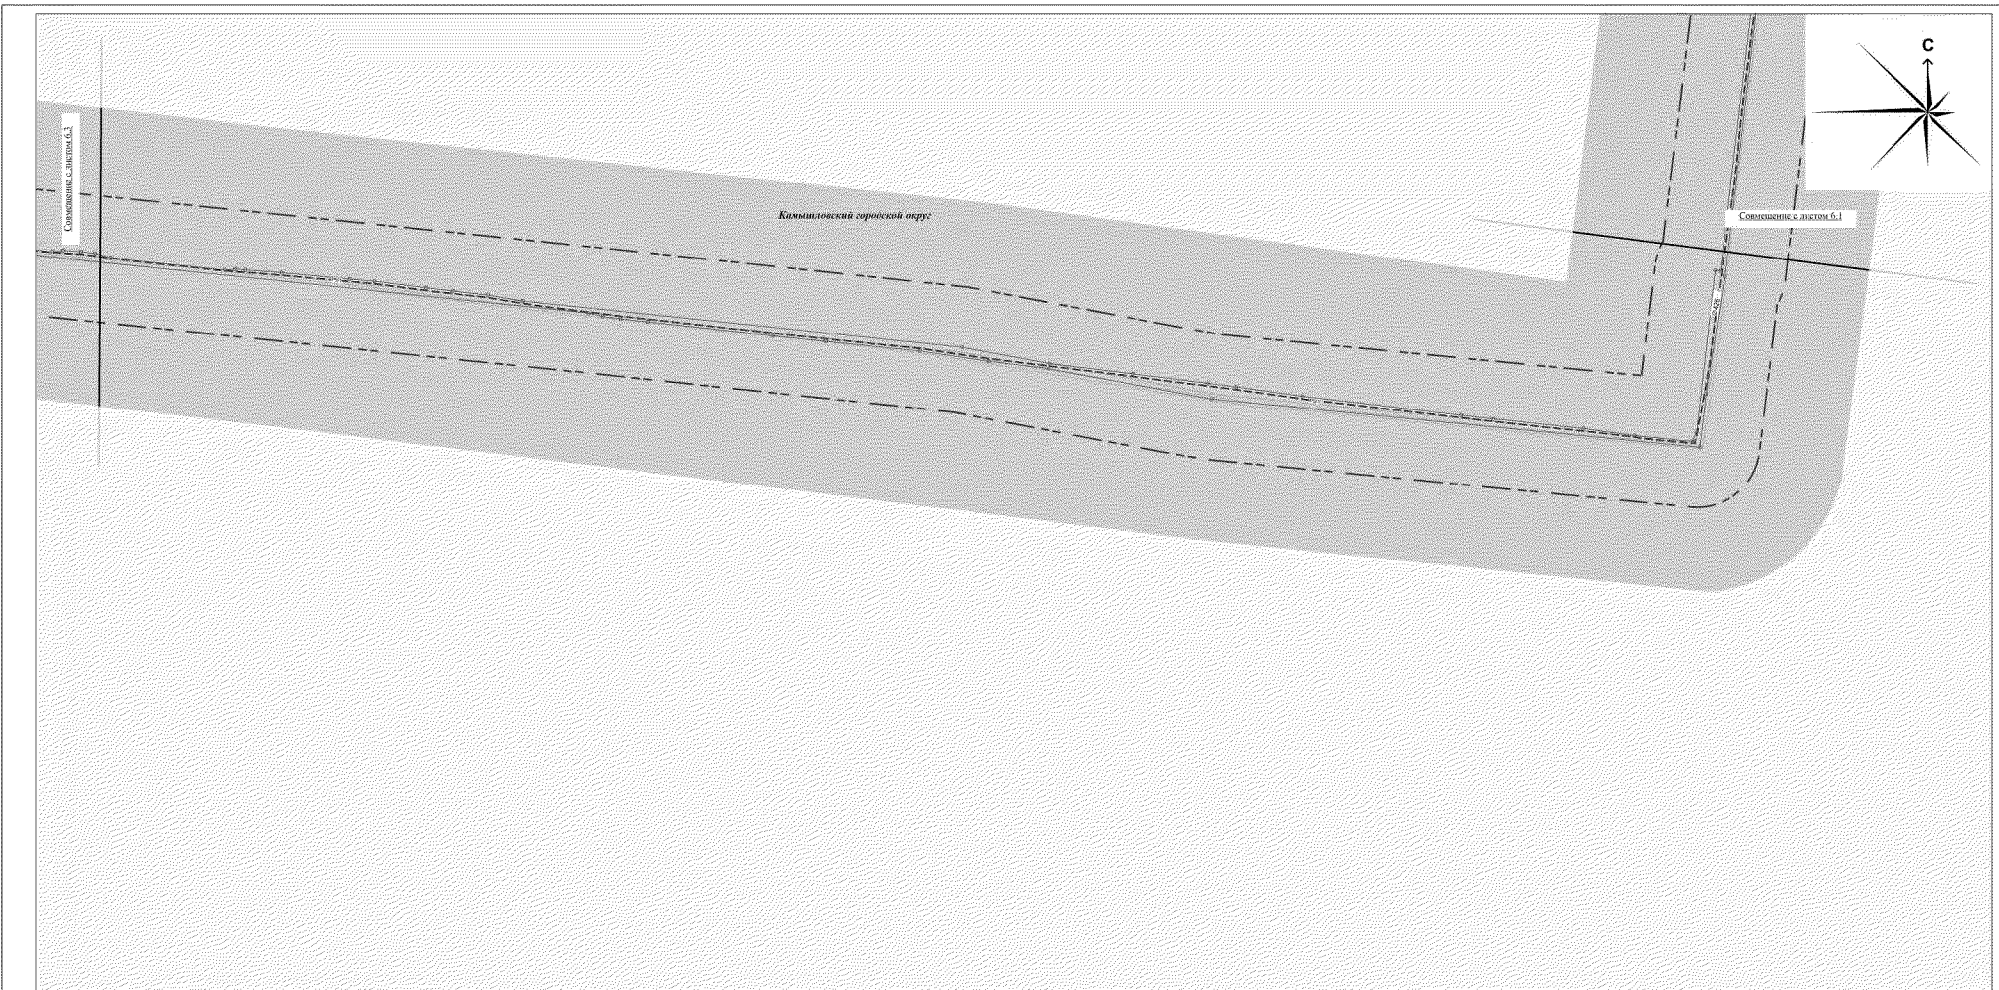 С
Совмещение с листом 6.3
Камышловский городской округ
Совмещение с листом 6.1